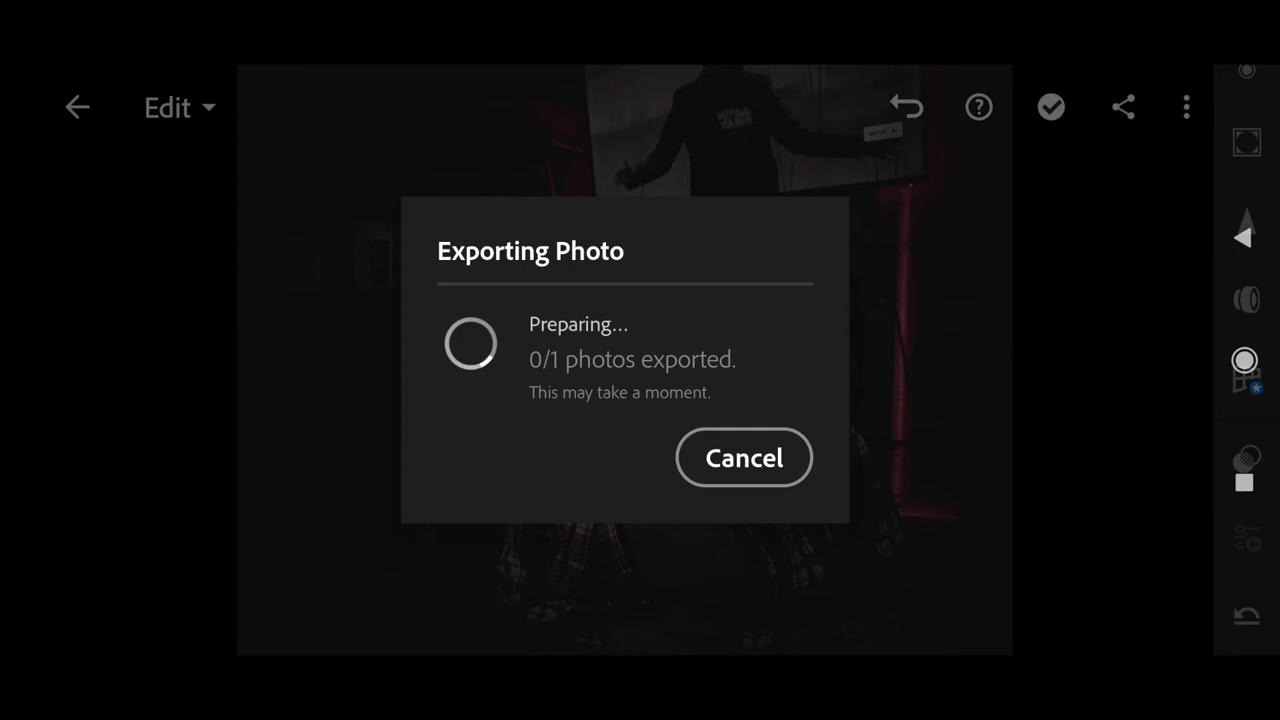 Edit
Exporting Photo
Preparing...
0/1 photos exported.
This may take a moment.
Cancel